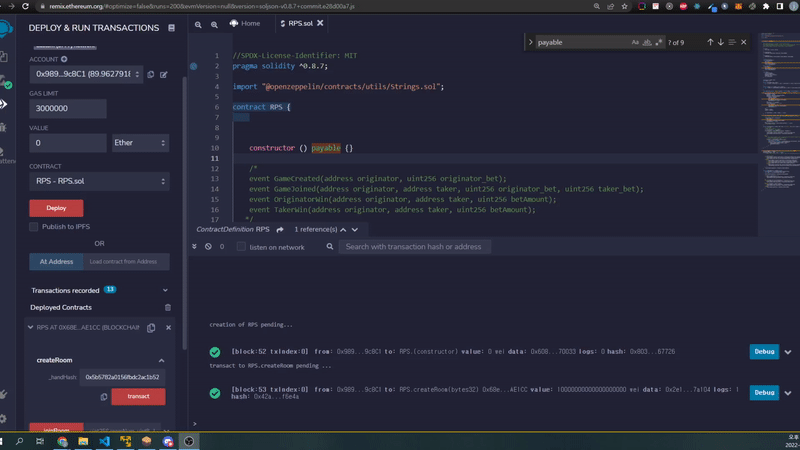 remix.ethereum.org/#optimize=false&runs=200&evmVersion=null&version=soljson-v0.8.7+commit.e28d00a7.js
DEPLOY & RUN TRANSACTIONS
Home
RPS.sol
ACCOUNT
0x989...9c8C1 (89.9627918
GAS LIMIT
3000000
VALUE
0
Ether
CONTRACT
RPS - RPS.sol
Deploy
Publish to IPFS
OR
At Address
Load contract from Address
Transactions recorded 13
Deployed Contracts
RPS AT 0X68E...AE1CC (BLOCKCHAI
createRoom
_handHash:
0x5b5782a0156fbdc2ac1b52
transact
joinRoom
payable
Aa
ab
.*
? of 9
1 //SPDX-License-Identifier: MIT
2 pragma solidity ^0.8.7;
3
4 import "@openzeppelin/contracts/utils/Strings.sol";
5
6 contract RPS {
7
8
9
10 constructor () payable {}
11
12 /*
13 event GameCreated(address originator, uint256 originator_bet);
14 event GameJoined(address originator, address taker, uint256 originator_bet, uint256 taker_bet);
15 event OriginatorWin(address originator, address taker, uint256 betAmount);
16 event TakerWin(address originator, address taker, uint256 betAmount);
17 */
ContractDefinition RPS
1 reference(s)
0
listen on network
Search with transaction hash or address
creation of RPS pending...
[block:52 txIndex:0] from: 0x989...9c8C1 to: RPS.(constructor) value: 0 wei data: 0x608...70033 logs: 0 hash: 0x803...67726
Debug
transact to RPS.createRoom pending ...
[block:53 txIndex:0] from: 0x989...9c8C1 to: RPS.createRoom(bytes32) 0x68e...AE1CC value: 10000000000000000000 wei data: 0x2e1...7a104 logs: 1
hash: 0x42a...f6e4a
Debug
>
오후
2022-